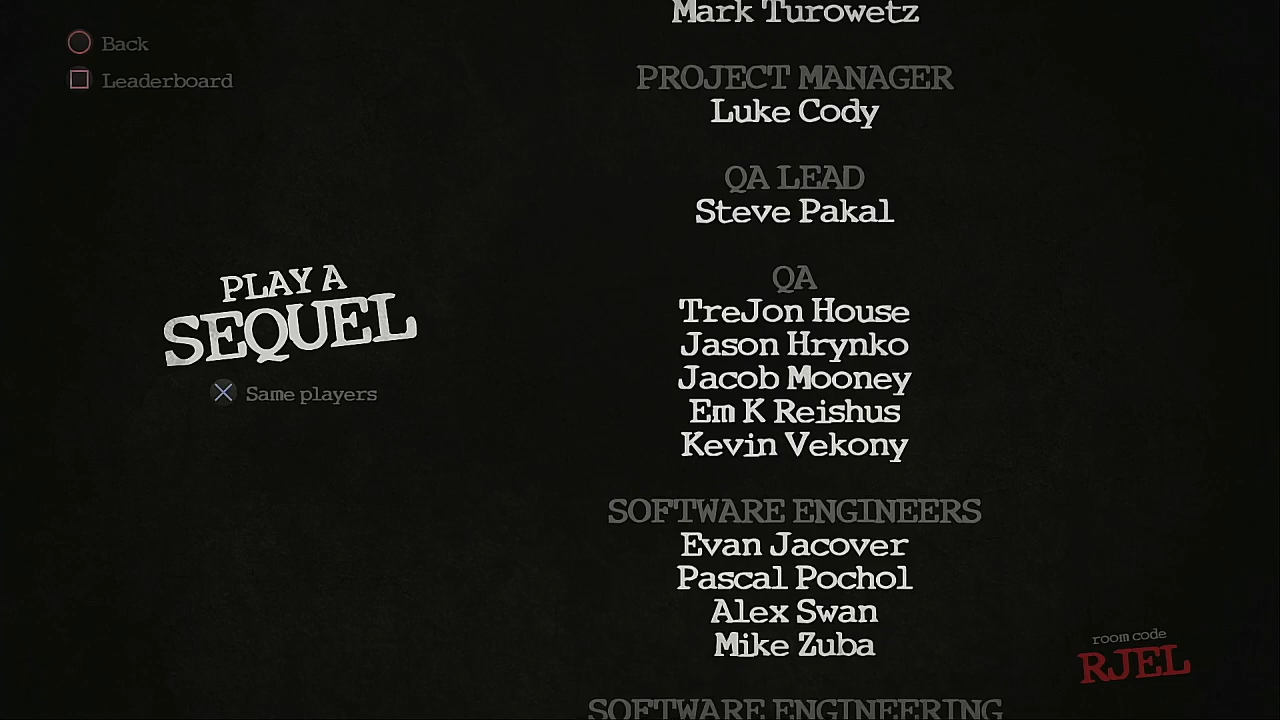 Back
Leaderboard
PLAY A
SEQUEL
Same players
Mark Turowetz
PROJECT MANAGER
Luke Cody
QA LEAD
Steve Pakal
QA
TreJon House
Jason Hrynko
Jacob Mooney
Em K Reishus
Kevin Vekony
SOFTWARE ENGINEERS
Evan Jacover
Pascal Pochol
Alex Swan
Mike Zuba
SOFTWARE ENGINEERING
room code
RJEL